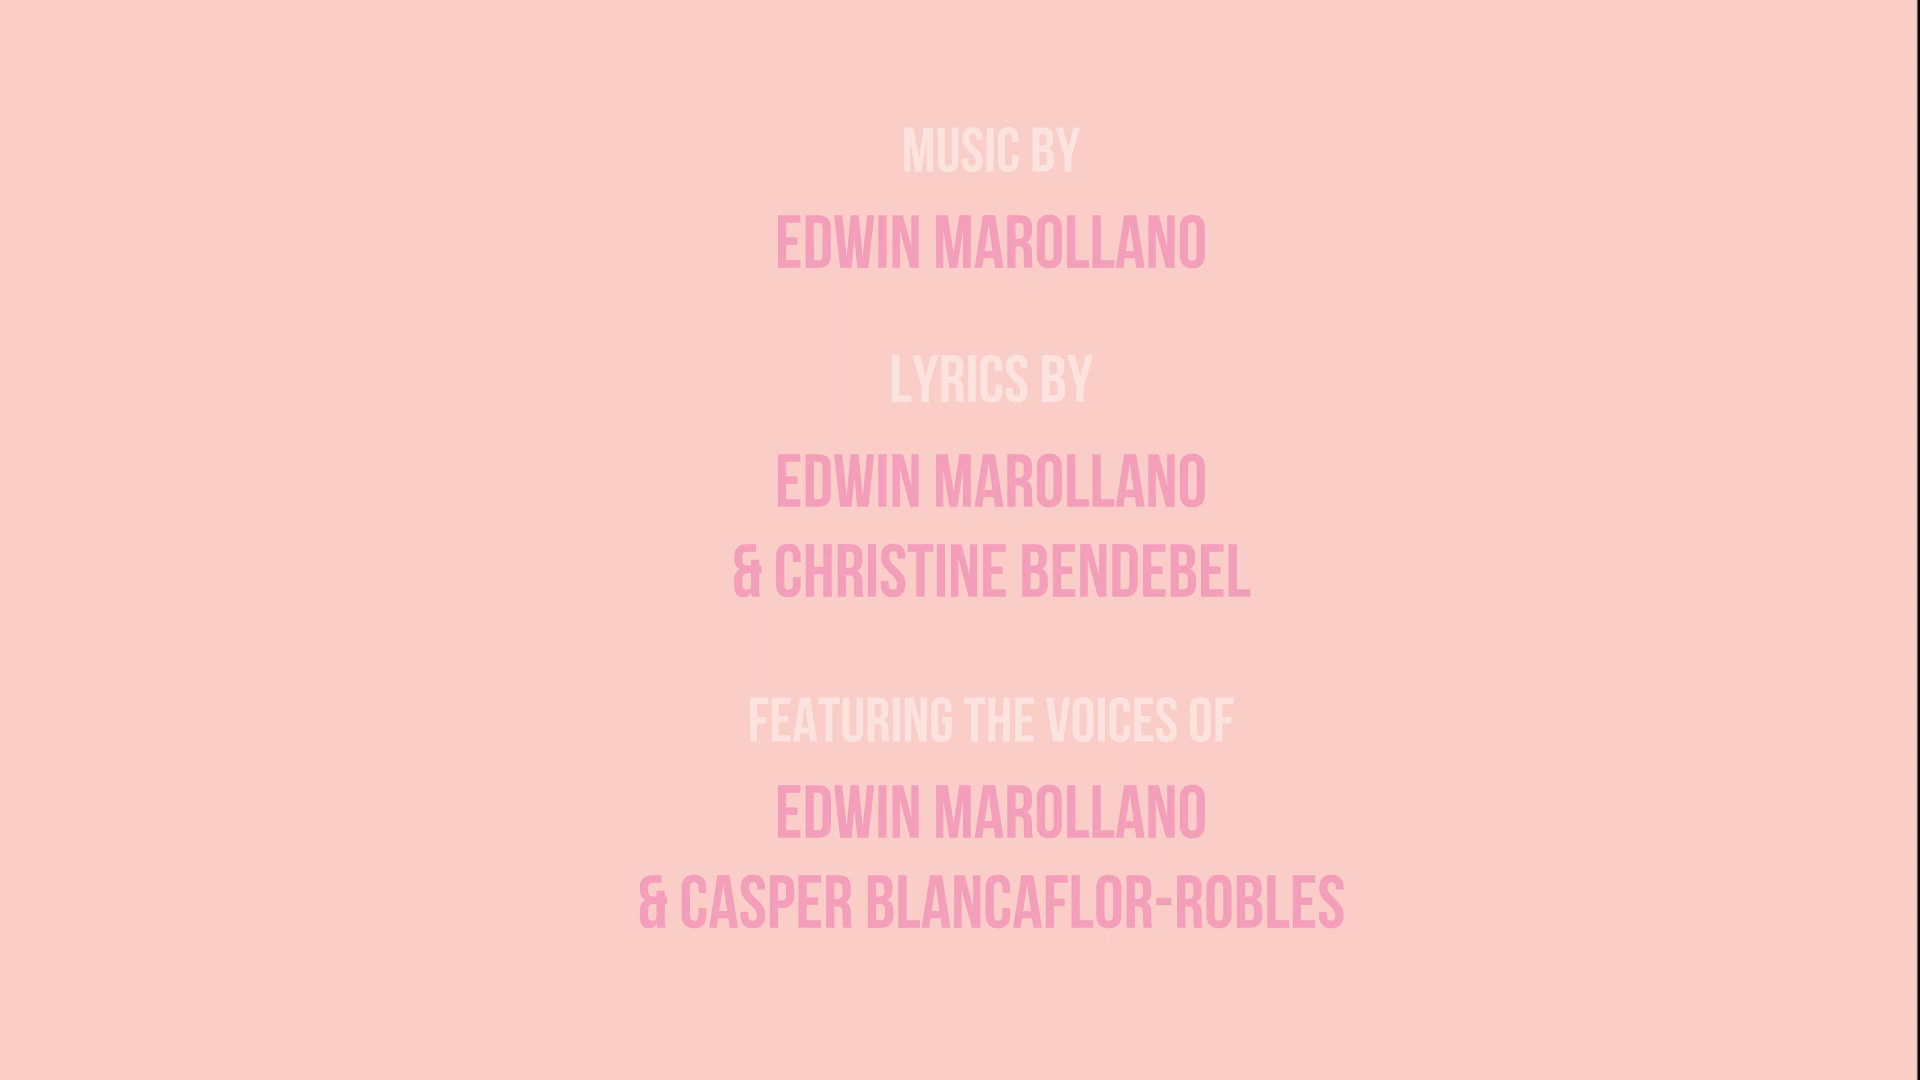 MUSIC BY
EDWIN MAROLLANO
LYRICS BY
EDWIN MAROLLANO
& CHRISTINE BENDEBEL
FEATURING THE VOICES OF
EDWIN MAROLLANO
& CASPER BLANCAFLOR-ROBLES